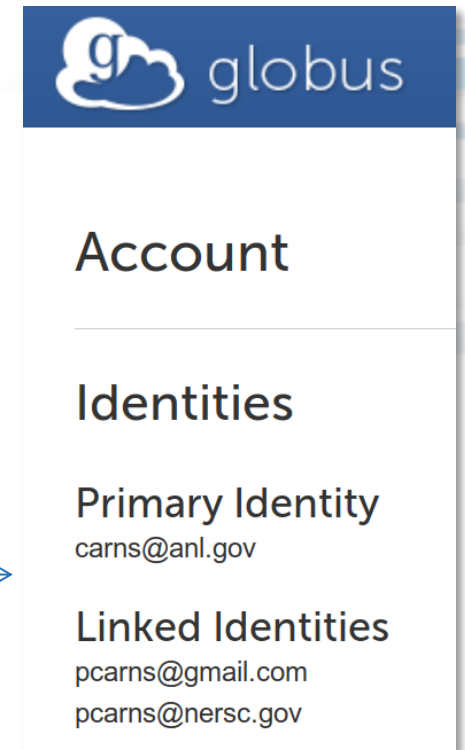 g globus
Account
Identities
Primary Identity
carns@anl.gov
Linked Identities
pcarns@gmail.com
pcarns@nersc.gov